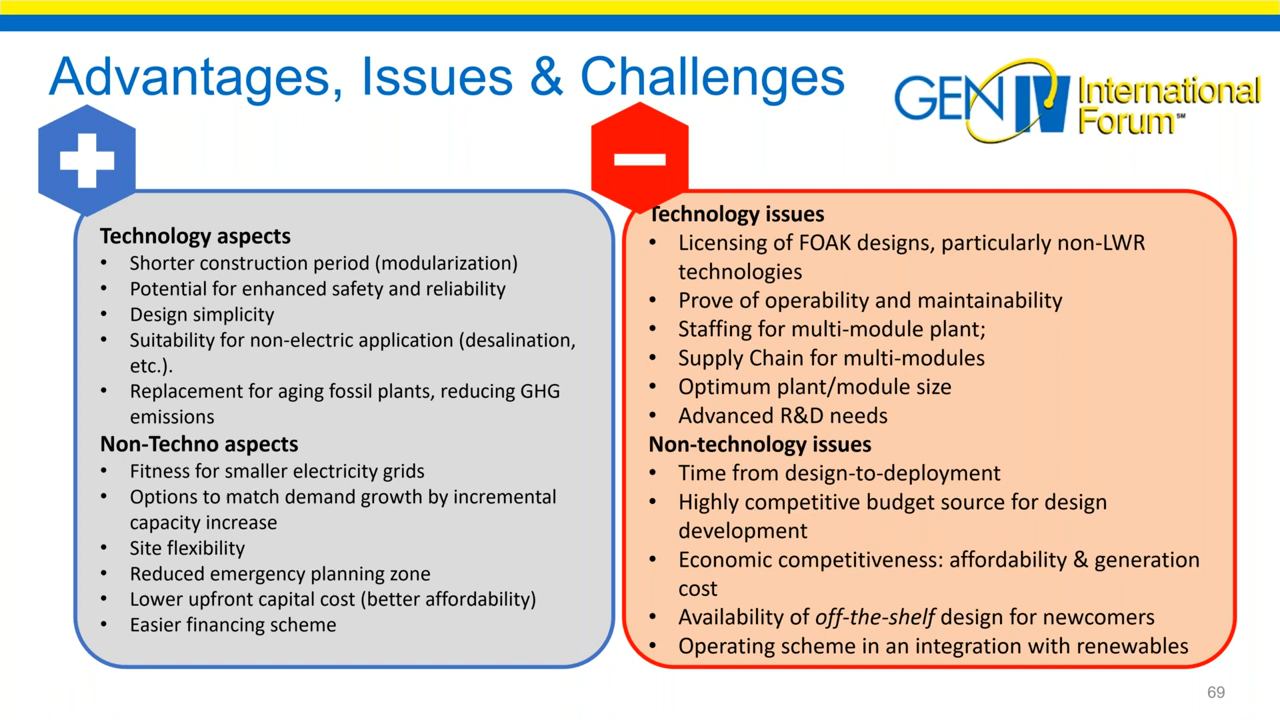 Advantages, Issues & Challenges
GEN IV International
Forum℠
Technology aspects
• Shorter construction period (modularization)
• Potential for enhanced safety and reliability
• Design simplicity
• Suitability for non-electric application (desalination,
etc.).
• Replacement for aging fossil plants, reducing GHG
emissions
Non-Techno aspects
• Fitness for smaller electricity grids
• Options to match demand growth by incremental
capacity increase
• Site flexibility
• Reduced emergency planning zone
• Lower upfront capital cost (better affordability)
• Easier financing scheme
Technology issues
• Licensing of FOAK designs, particularly non-LWR
technologies
• Prove of operability and maintainability
• Staffing for multi-module plant;
• Supply Chain for multi-modules
• Optimum plant/module size
• Advanced R&D needs
Non-technology issues
• Time from design-to-deployment
• Highly competitive budget source for design
development
• Economic competitiveness: affordability & generation
cost
• Availability of off-the-shelf design for newcomers
• Operating scheme in an integration with renewables
69